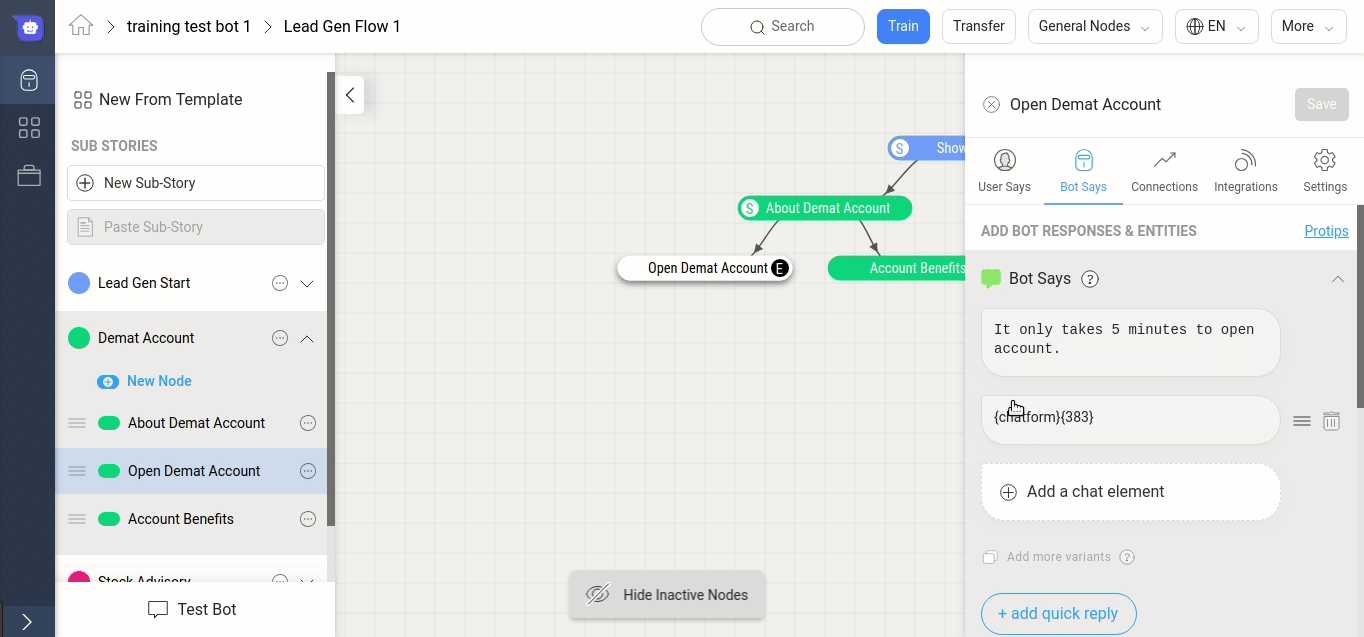 training test bot 1
Lead Gen Flow 1
Search
Train
Transfer
General Nodes
EN
More
New From Template
SUB STORIES
New Sub-Story
Paste Sub-Story
Lead Gen Start
Demat Account
New Node
About Demat Account
Open Demat Account
Account Benefits
Stock Advisory
Test Bot
S Show
S About Demat Account
Open Demat Account E
Account Benefits
Hide Inactive Nodes
Open Demat Account
Save
User Says
Bot Says
Connections
Integrations
Settings
ADD BOT RESPONSES & ENTITIES
Protips
Bot Says ?
It only takes 5 minutes to open
account.
{chatform}{383}
Add a chat element
Add more variants ?
+ add quick reply